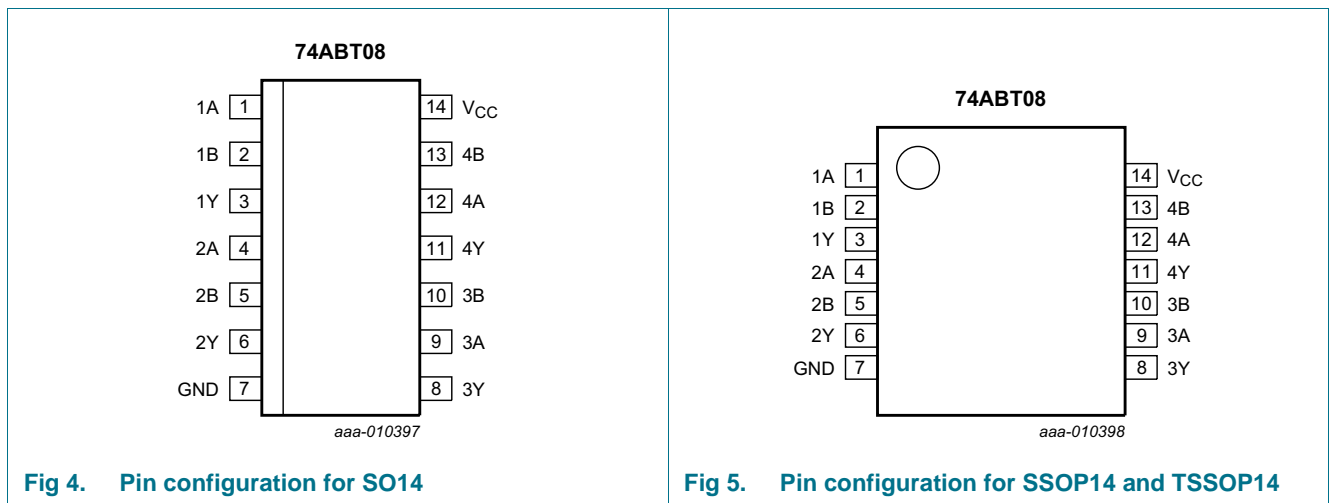 74ABT08
1A 1 14 VCC
1B 2 13 4B
1Y 3 12 4A
2A 4 11 4Y
2B 5 10 3B
2Y 6 9 3A
GND 7 8 3Y
aaa-010397
Fig 4. Pin configuration for SO14
74ABT08
1A 1 14 VCC
1B 2 13 4B
1Y 3 12 4A
2A 4 11 4Y
2B 5 10 3B
2Y 6 9 3A
GND 7 8 3Y
aaa-010398
Fig 5. Pin configuration for SSOP14 and TSSOP14